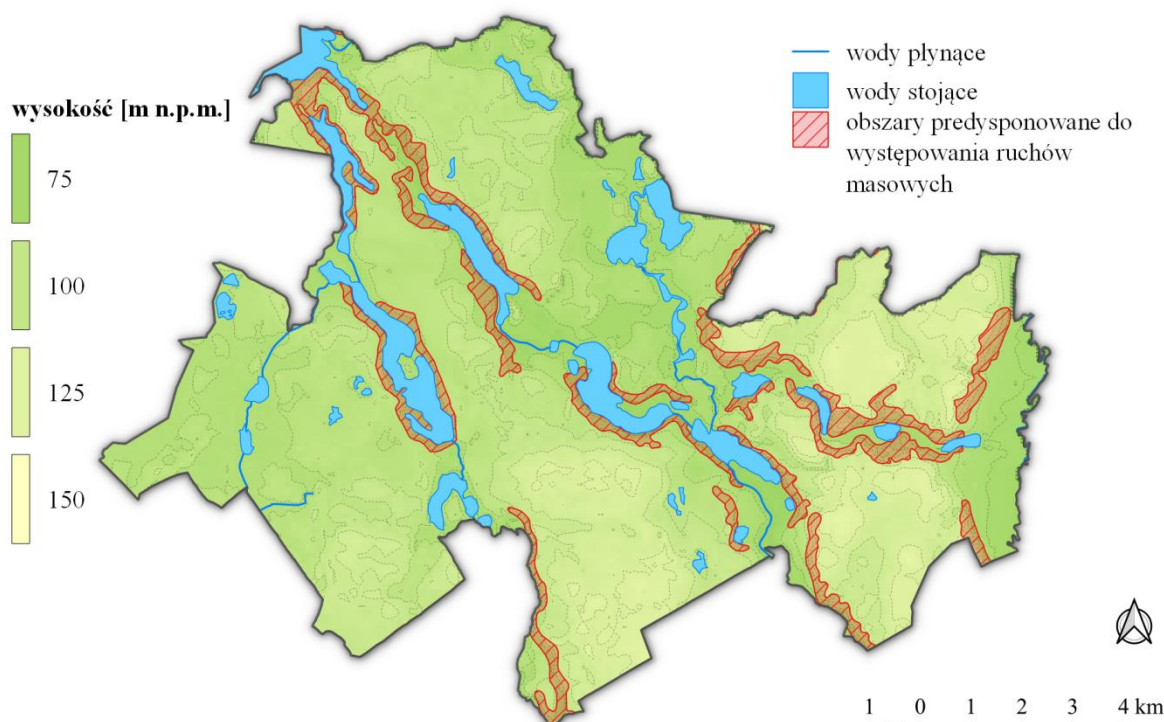 wysokość [m n.p.m.]
75
100
125
150
wody płynące
wody stojące
obszary predysponowane do
występowania ruchów
masowych
1 0 1 2 3 4 km